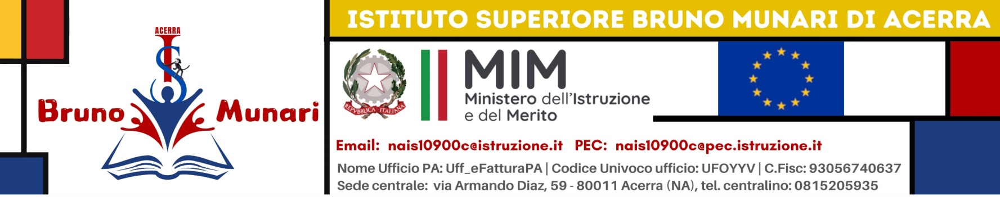 ACERRA
IS
Bruno Munari
ISTITUTO SUPERIORE BRUNO MUNARI DI ACERRA
REPVBBLICA ITALIANA
MIM
Ministero dell'Istruzione
e del Merito
Email: nais10900c@istruzione.it PEC: nais10900c@pec.istruzione.it
Nome Ufficio PA: Uff_eFatturaPA | Codice Univoco ufficio: UFOYYV | C.Fisc: 93056740637
Sede centrale: via Armando Diaz, 59 - 80011 Acerra (NA), tel. centralino: 0815205935